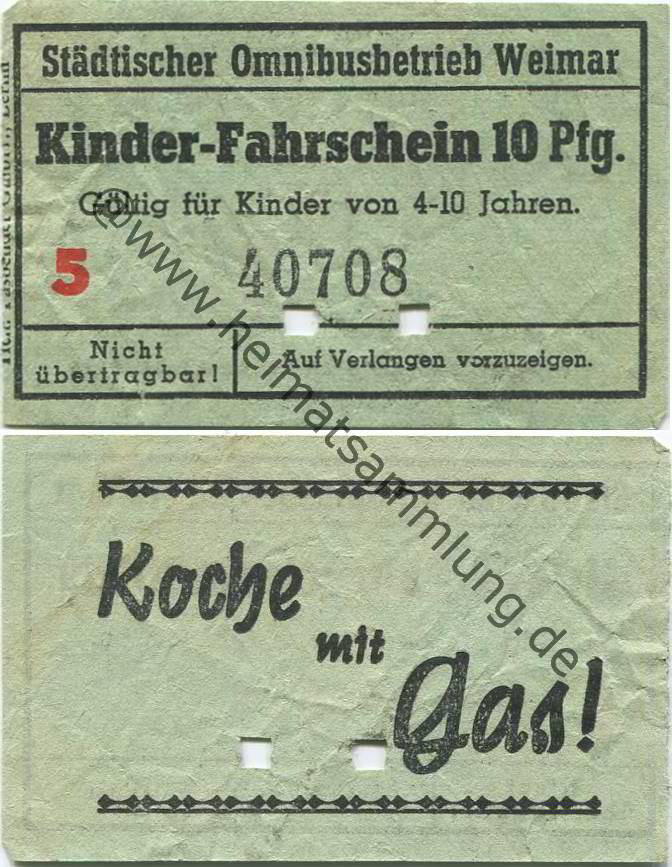 Städtischer Omnibusbetrieb Weimar
Kinder-Fahrschein 10 Pfg.
Gültig für Kinder von 4-10 Jahren.
5 5 40708
Nicht
übertragbar!
Auf Verlangen vorzuzeigen.
Koche
mit
Gas!
@www.heimatsammlung.de